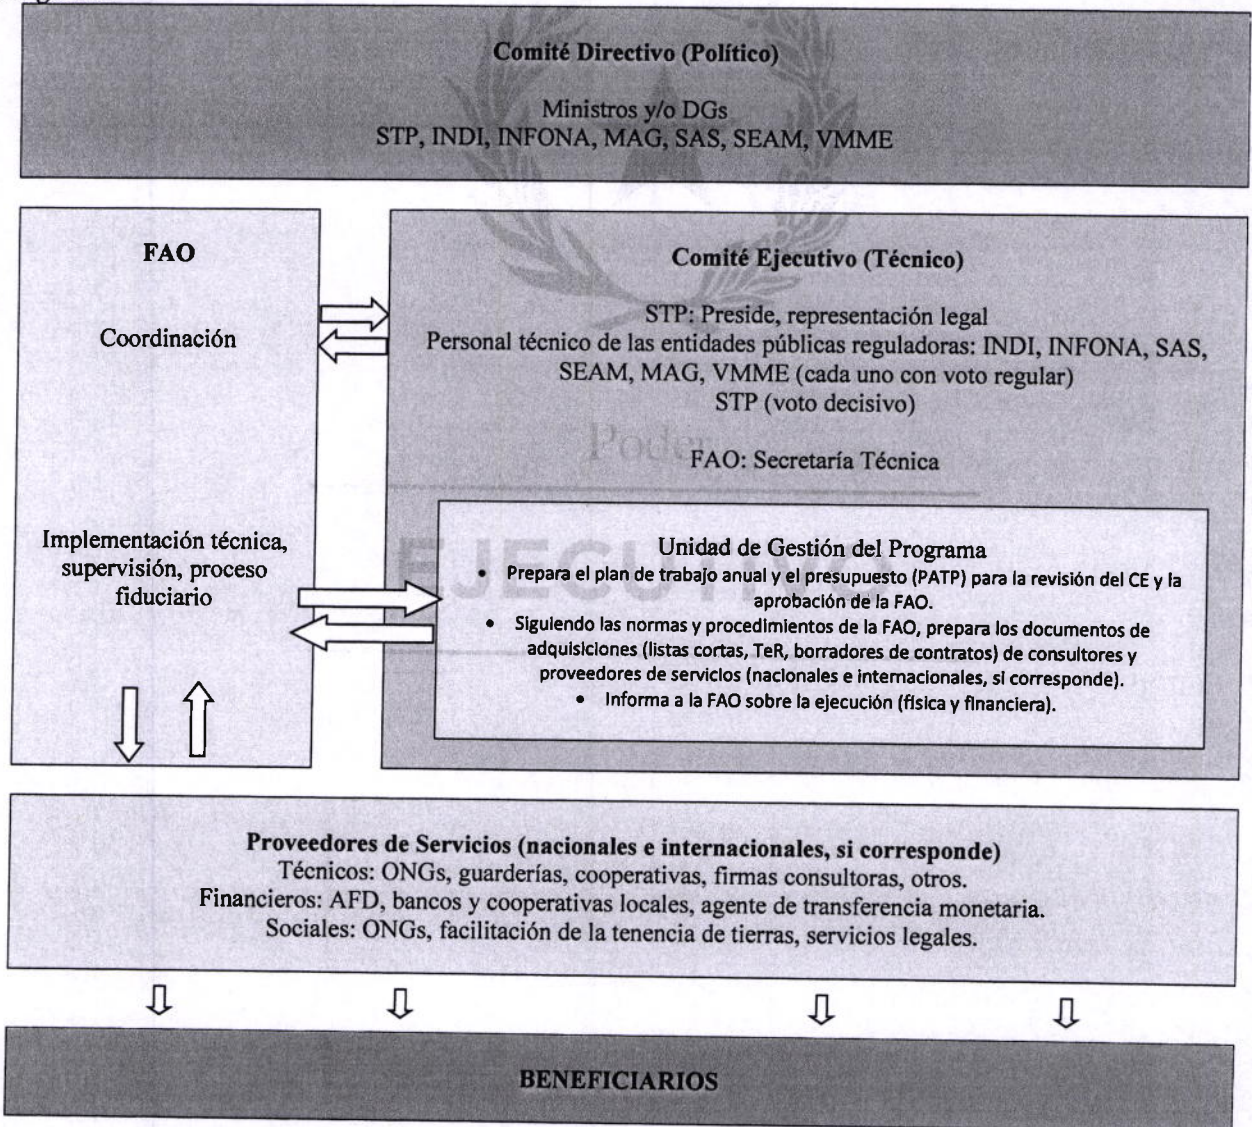 Comité Directivo (Político)
Ministros y/o DGs
STP, INDI, INFONA, MAG, SAS, SEAM, VMME
FAO
Coordinación
Implementación técnica,
supervisión, proceso
fiduciario
Comité Ejecutivo (Técnico)
STP: Preside, representación legal
Personal técnico de las entidades públicas reguladoras: INDI, INFONA, SAS,
SEAM, MAG, VMME (cada uno con voto regular)
STP (voto decisivo)
Poder
FAO: Secretaría Técnica
EJECUTIVO
Unidad de Gestión del Programa
• Prepara el plan de trabajo anual y el presupuesto (PATP) para la revisión del CE y la
aprobación de la FAO.
• Siguiendo las normas y procedimientos de la FAO, prepara los documentos de
adquisiciones (listas cortas, TeR, borradores de contratos) de consultores y
proveedores de servicios (nacionales e internacionales, si corresponde).
• Informa a la FAO sobre la ejecución (física y financiera).
Proveedores de Servicios (nacionales e internacionales, si corresponde)
Técnicos: ONGs, guarderías, cooperativas, firmas consultoras, otros.
Financieros: AFD, bancos y cooperativas locales, agente de transferencia monetaria.
Sociales: ONGs, facilitación de la tenencia de tierras, servicios legales.
BENEFICIARIOS